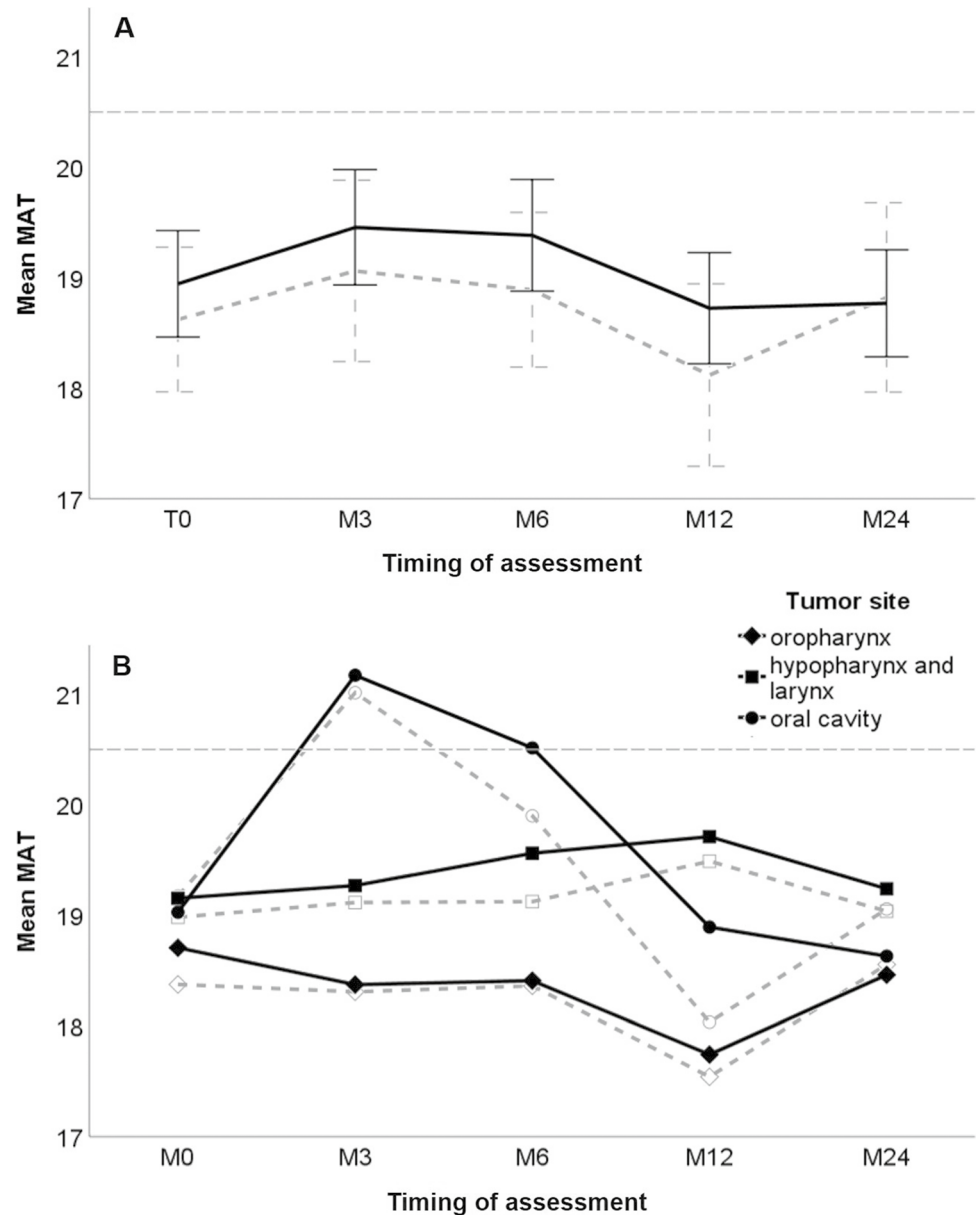 A
21
20
19
18
17
Mean MAT
T0 M3 M6 M12 M24
Timing of assessment
Tumor site
oropharynx
hypopharynx and
larynx
oral cavity
B
21
20
19
18
17
Mean MAT
M0 M3 M6 M12 M24
Timing of assessment